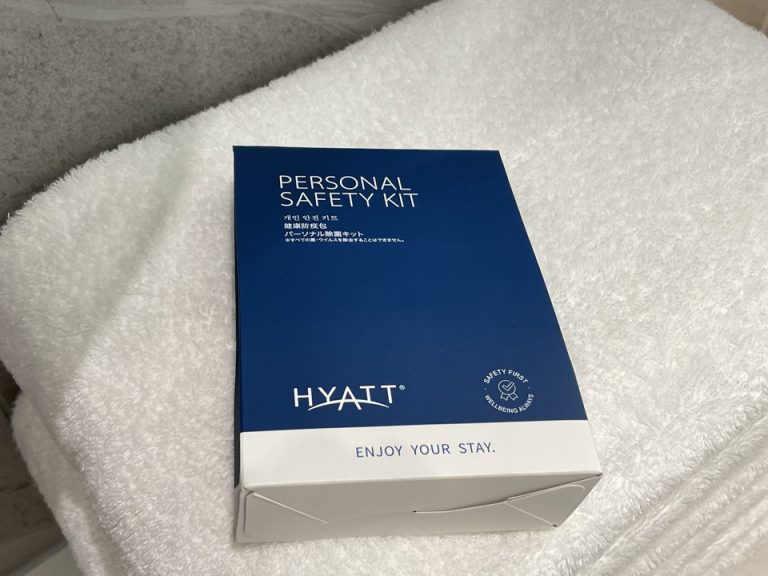 PERSONAL
SAFETY KIT
개인 안전 키트
健康防疫包
パーソナル除菌キット
※すべての菌・ウイルスを除去することはできません。
HYATT®
SAFETY FIRST
WELLBEING ALWAYS
ENJOY YOUR STAY.